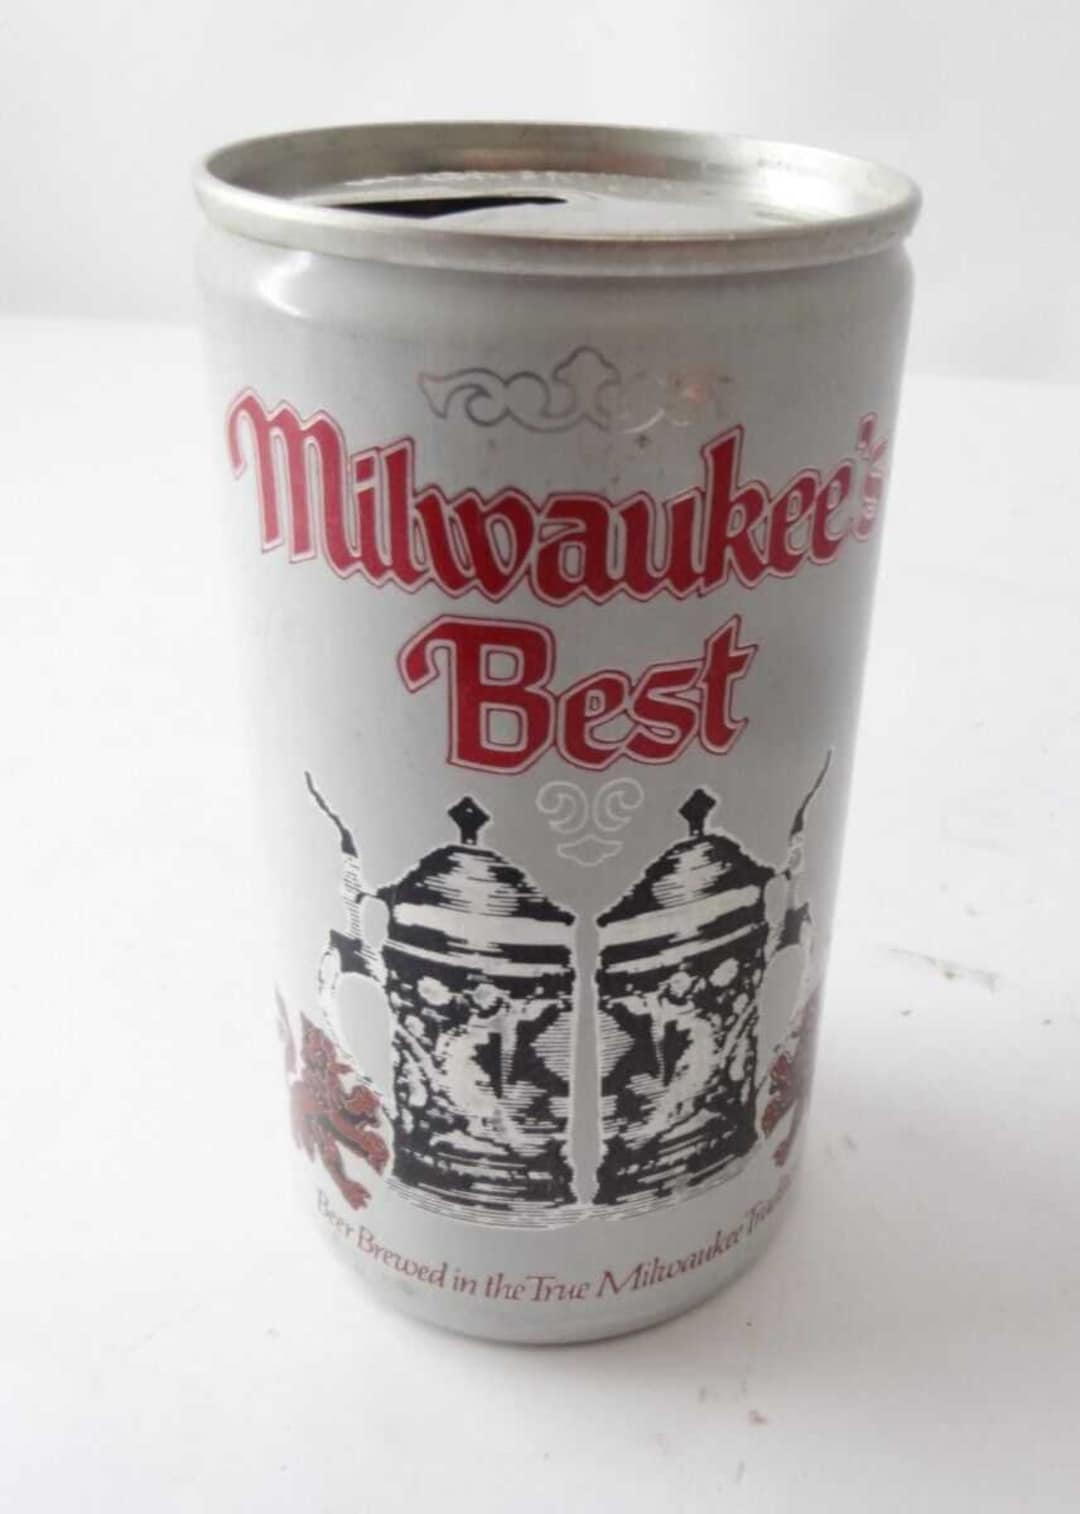 Milwaukee's
Best
Beer Brewed in the True Milwaukee